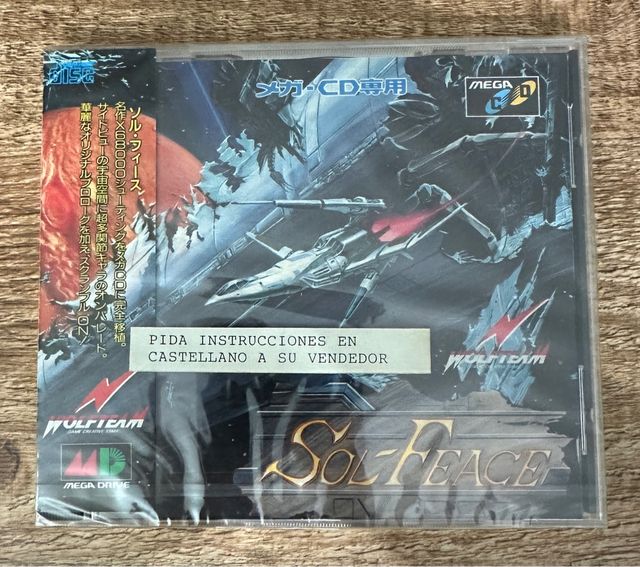 DISC
メガ-CD専用
MEGA
CD
ソル・フィース
名作X68000シューティングをメガCDに完全移植。
サイドビューの宇宙空間に超多関節キャラのオンパレード。
華麗なオリジナルプロローグを加え、スクランブルON!
PIDA INSTRUCCIONES EN
CASTELLANO A SU VENDEDOR
WOLFTEAM
WOLFTEAM
GAME CREATIVE STAFF
SOL-FEACE
MD
MEGA DRIVE